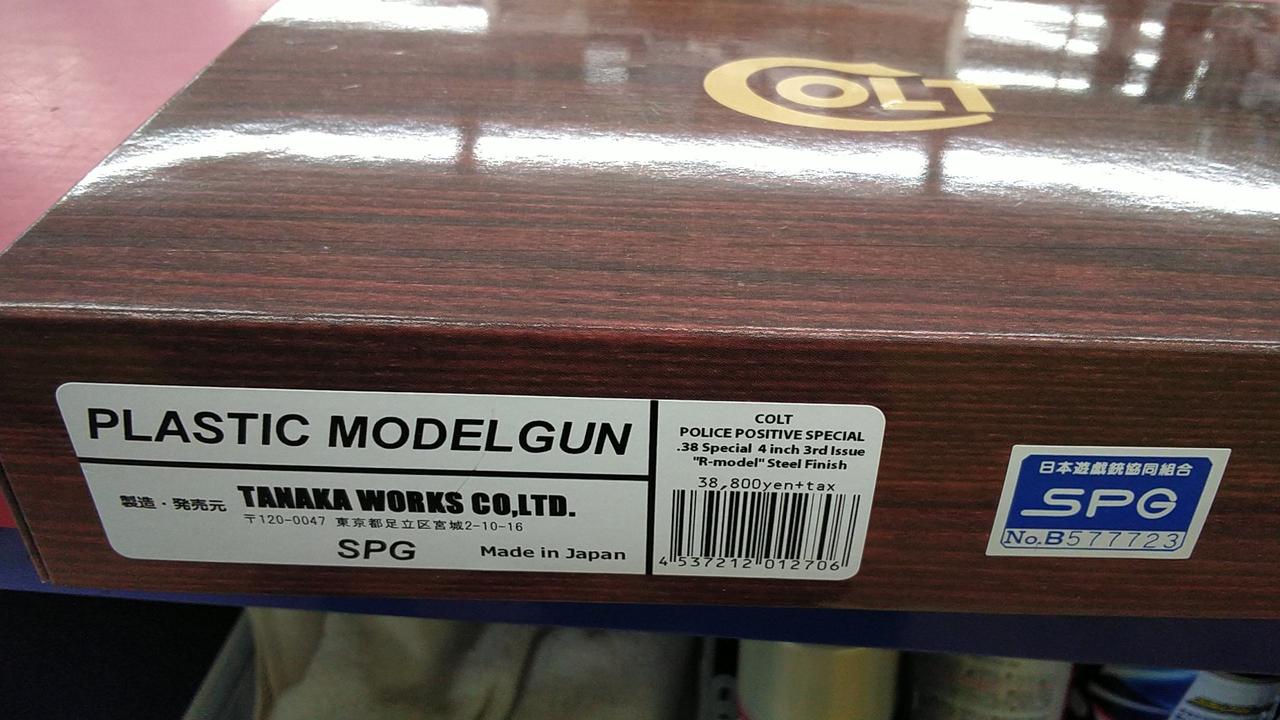 COLT
PLASTIC MODELGUN
製造・発売元 TANAKA WORKS CO,LTD.
〒120-0047 東京都足立区宮城2-10-16
SPG Made in Japan
COLT
POLICE POSITIVE SPECIAL
.38 Special 4 inch 3rd Issue
"R-model" Steel Finish
38,800yen+tax
4 537212 012706
日本遊戯銃協同組合
SPG
No.B577723